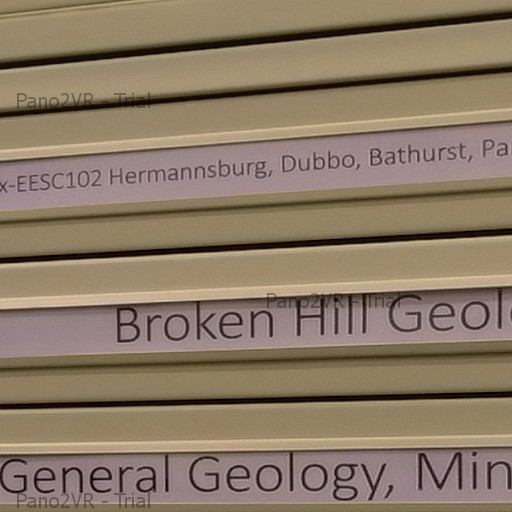 Pano2VR - Trial
x-EESC102 Hermannsburg, Dubbo, Bathurst, Pa
Pano2VR - Trial
Broken Hill Geol
General Geology, Min
Pano2VR - Trial